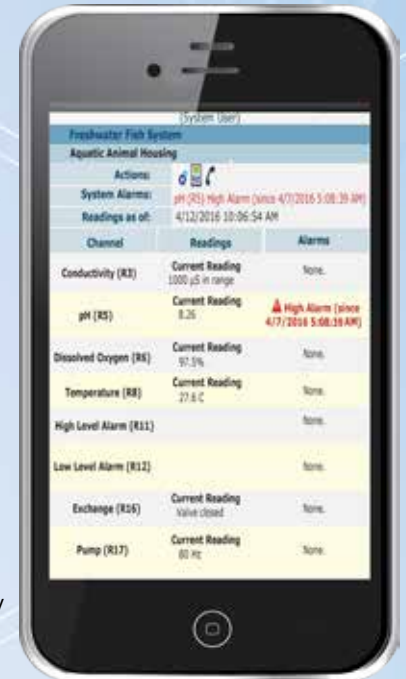 (System User)
Freshwater Fish System
Aquatic Animal Housing
Actions:
System Alarms: pH (R5) High Alarm (since 4/7/2016 5:08:39 AM)
Readings as of: 4/12/2016 10:06:54 AM
Channel Readings Alarms
Conductivity (R3) Current Reading 1000 µS in range None.
pH (R5) Current Reading 8.26 High Alarm (since 4/7/2016 5:08:39 AM)
Dissolved Oxygen (R6) Current Reading 97.5% None.
Temperature (R8) Current Reading 27.6 C None.
High Level Alarm (R11) None.
Low Level Alarm (R12) None.
Exchange (R16) Current Reading Valve closed None.
Pump (R17) Current Reading 60 Hz None.